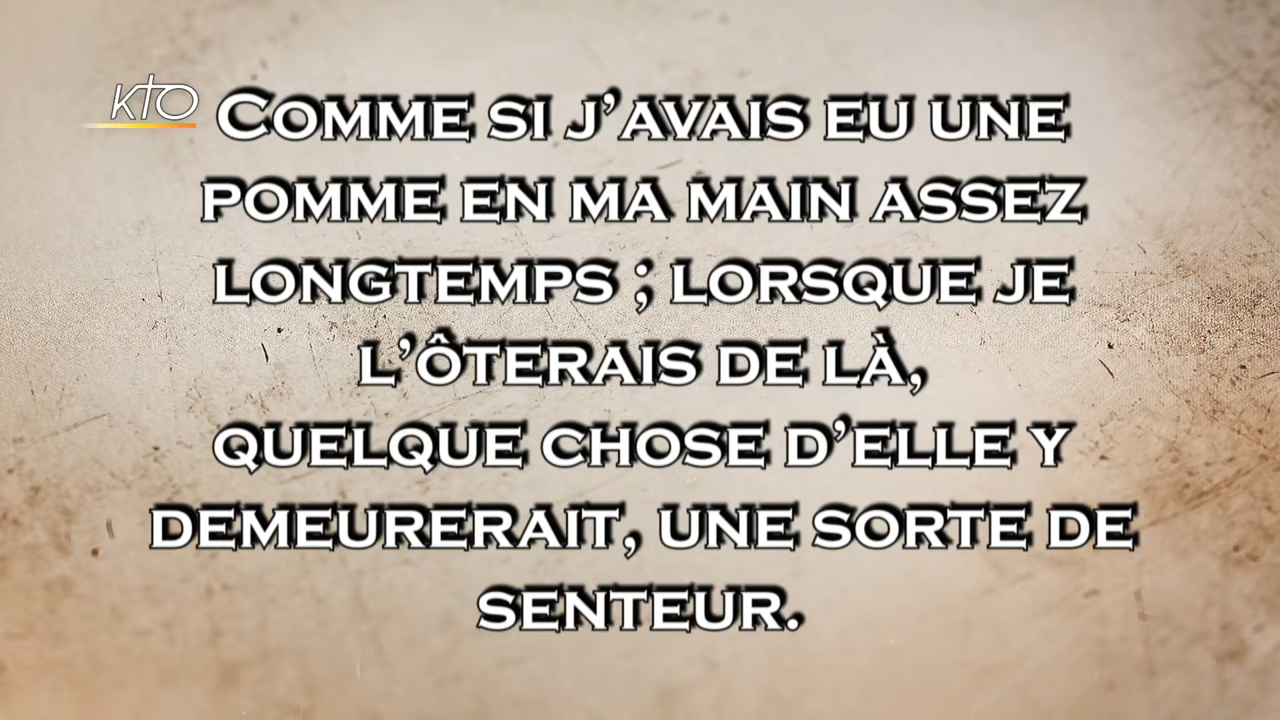 KTO
Comme si j’avais eu une
pomme en ma main assez
longtemps ; lorsque je
l’ôterais de là,
quelque chose d’elle y
demeurerait, une sorte de
senteur.